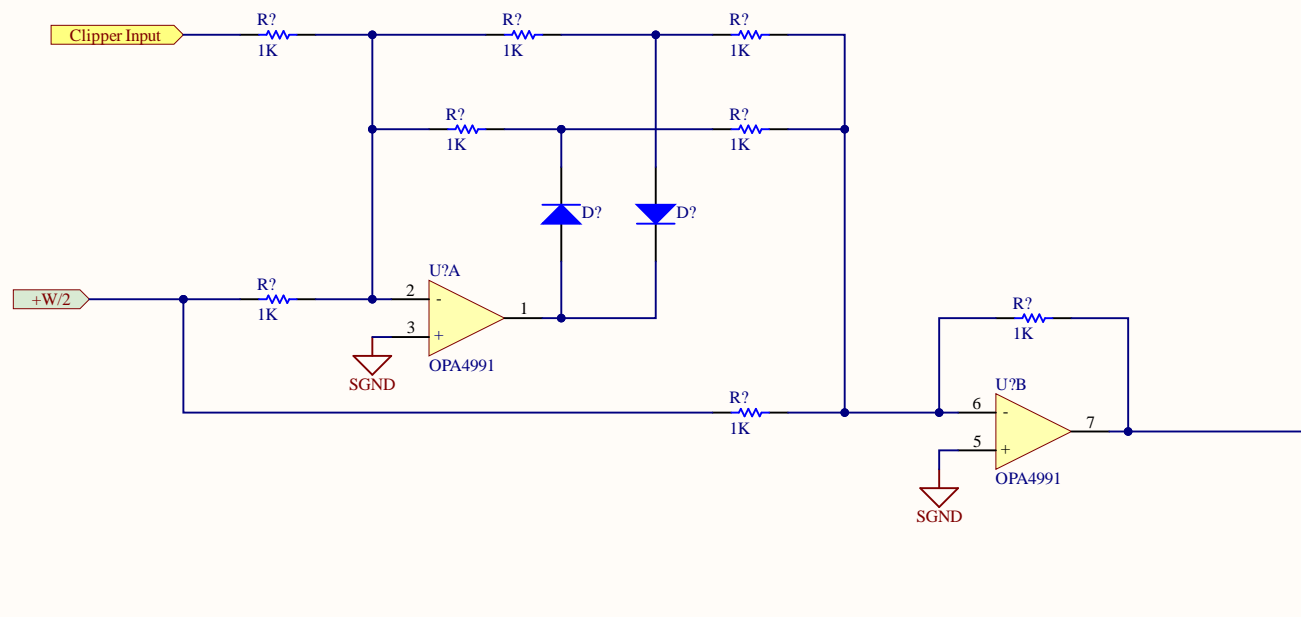 R?
R?
R?
Clipper Input
1K
1K
1K
R?
R?
1K
1K
D?
D?
U?A
R?
2
-
+W/2
1
1K
3
+
R?
OPA4991
1K
SGND
U?B
R?
6
-
7
1K
5
+
OPA4991
SGND